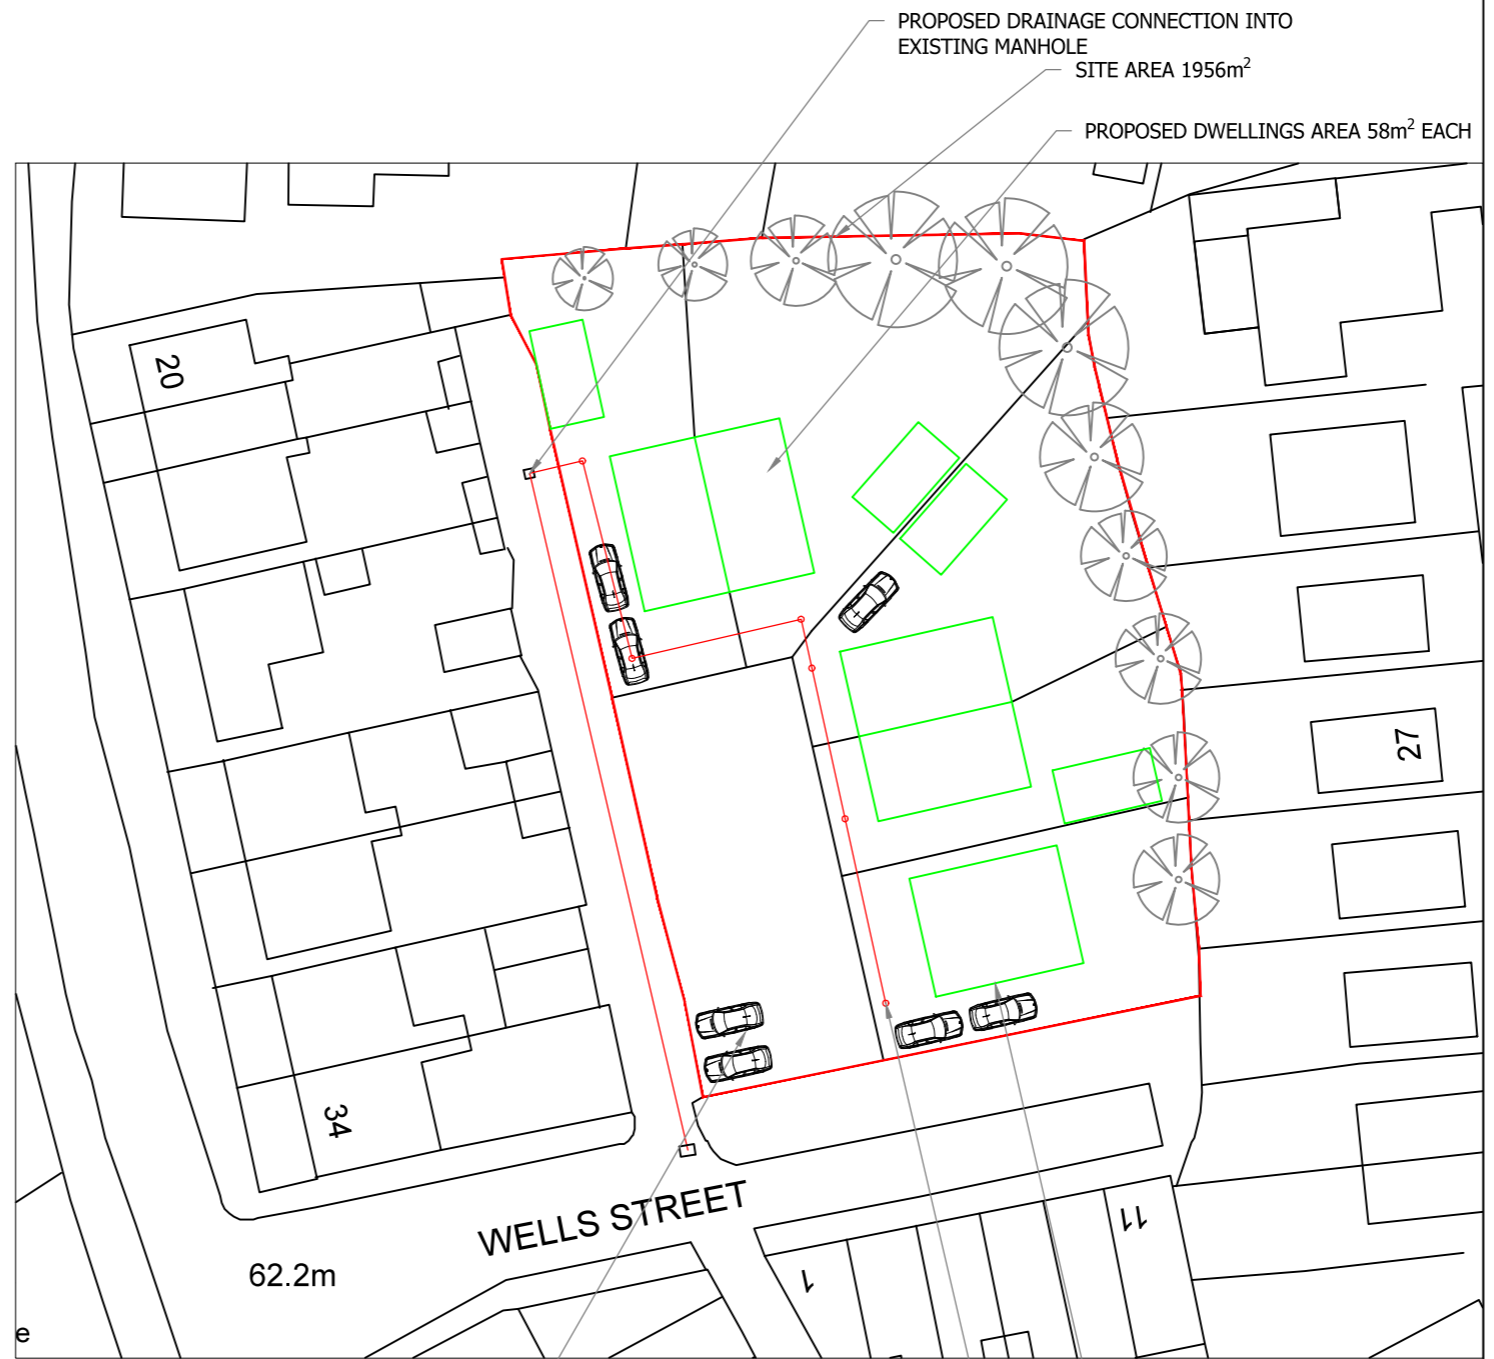 PROPOSED DRAINAGE CONNECTION INTO
EXISTING MANHOLE
SITE AREA 1956m²
PROPOSED DWELLINGS AREA 58m² EACH
20
27
34
WELLS STREET
11
1
62.2m
e